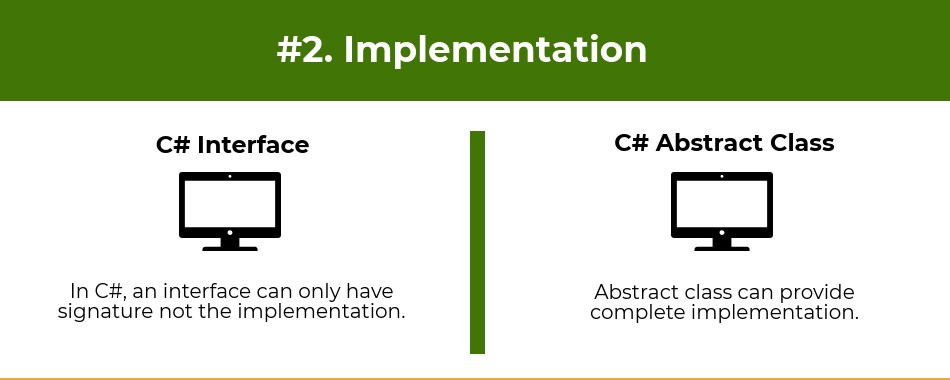 #2. Implementation
C# Interface
In C#, an interface can only have
signature not the implementation.
C# Abstract Class
Abstract class can provide
complete implementation.